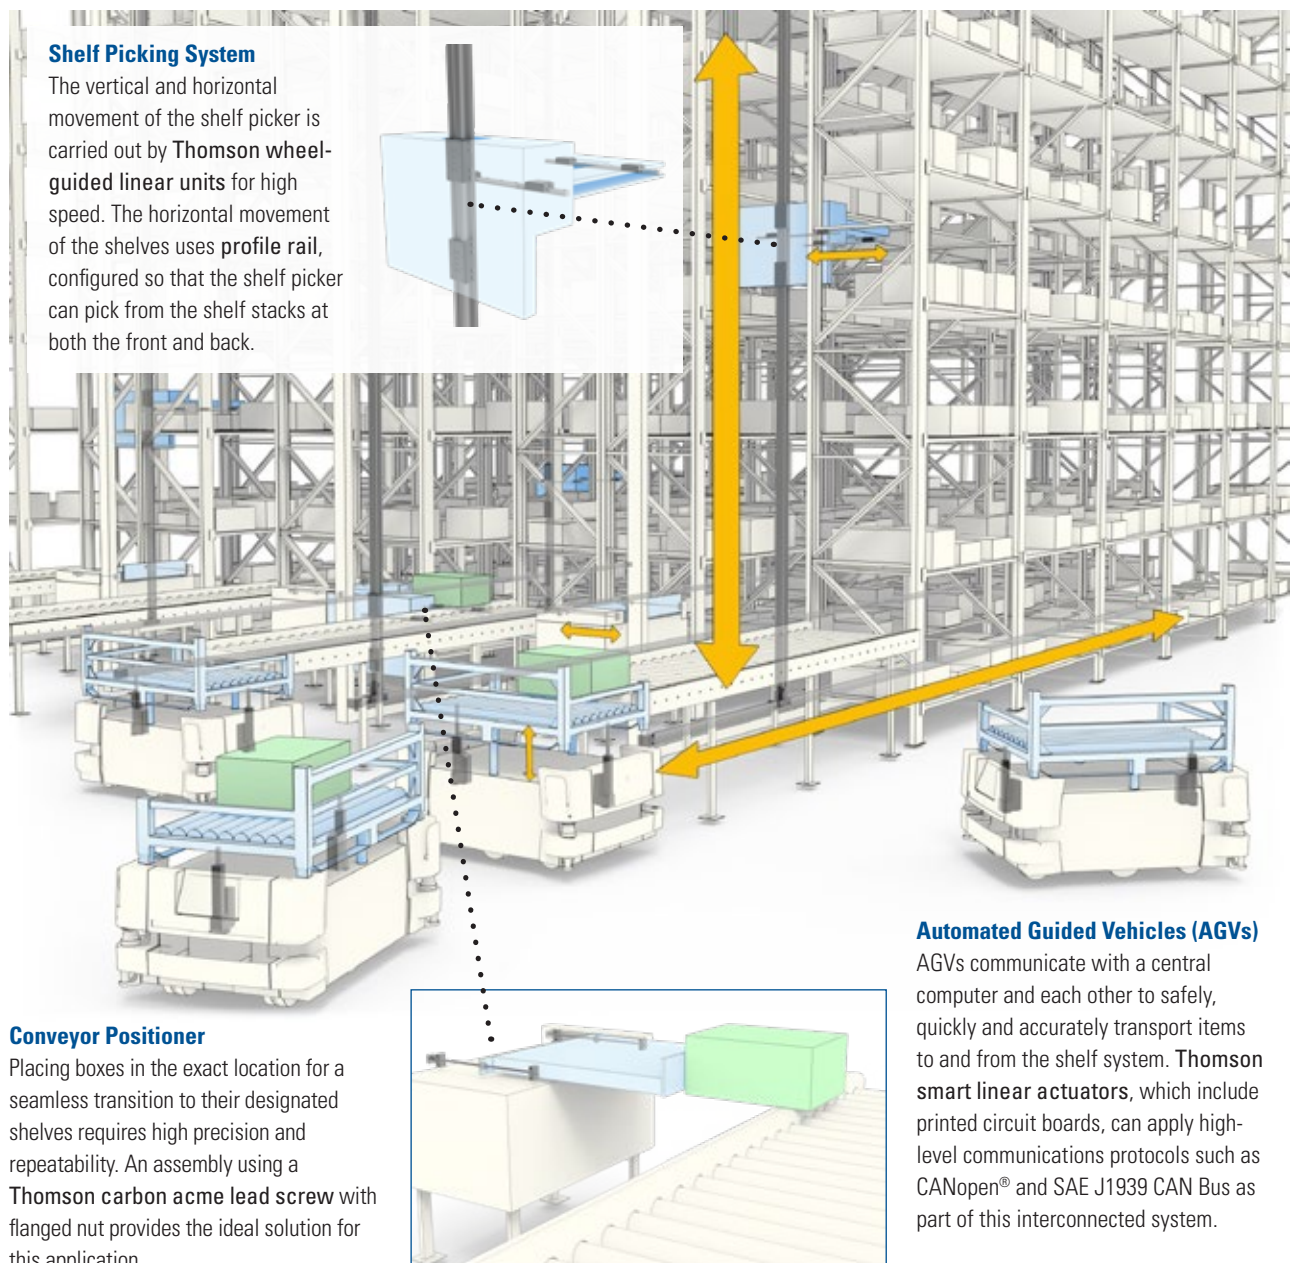 Shelf Picking System
The vertical and horizontal
movement of the shelf picker is
carried out by Thomson wheel-
guided linear units for high
speed. The horizontal movement
of the shelves uses profile rail,
configured so that the shelf picker
can pick from the shelf stacks at
both the front and back.
Conveyor Positioner
Placing boxes in the exact location for a
seamless transition to their designated
shelves requires high precision and
repeatability. An assembly using a
Thomson carbon acme lead screw with
flanged nut provides the ideal solution for
this application.
Automated Guided Vehicles (AGVs)
AGVs communicate with a central
computer and each other to safely,
quickly and accurately transport items
to and from the shelf system. Thomson
smart linear actuators, which include
printed circuit boards, can apply high-
level communications protocols such as
CANopen® and SAE J1939 CAN Bus as
part of this interconnected system.